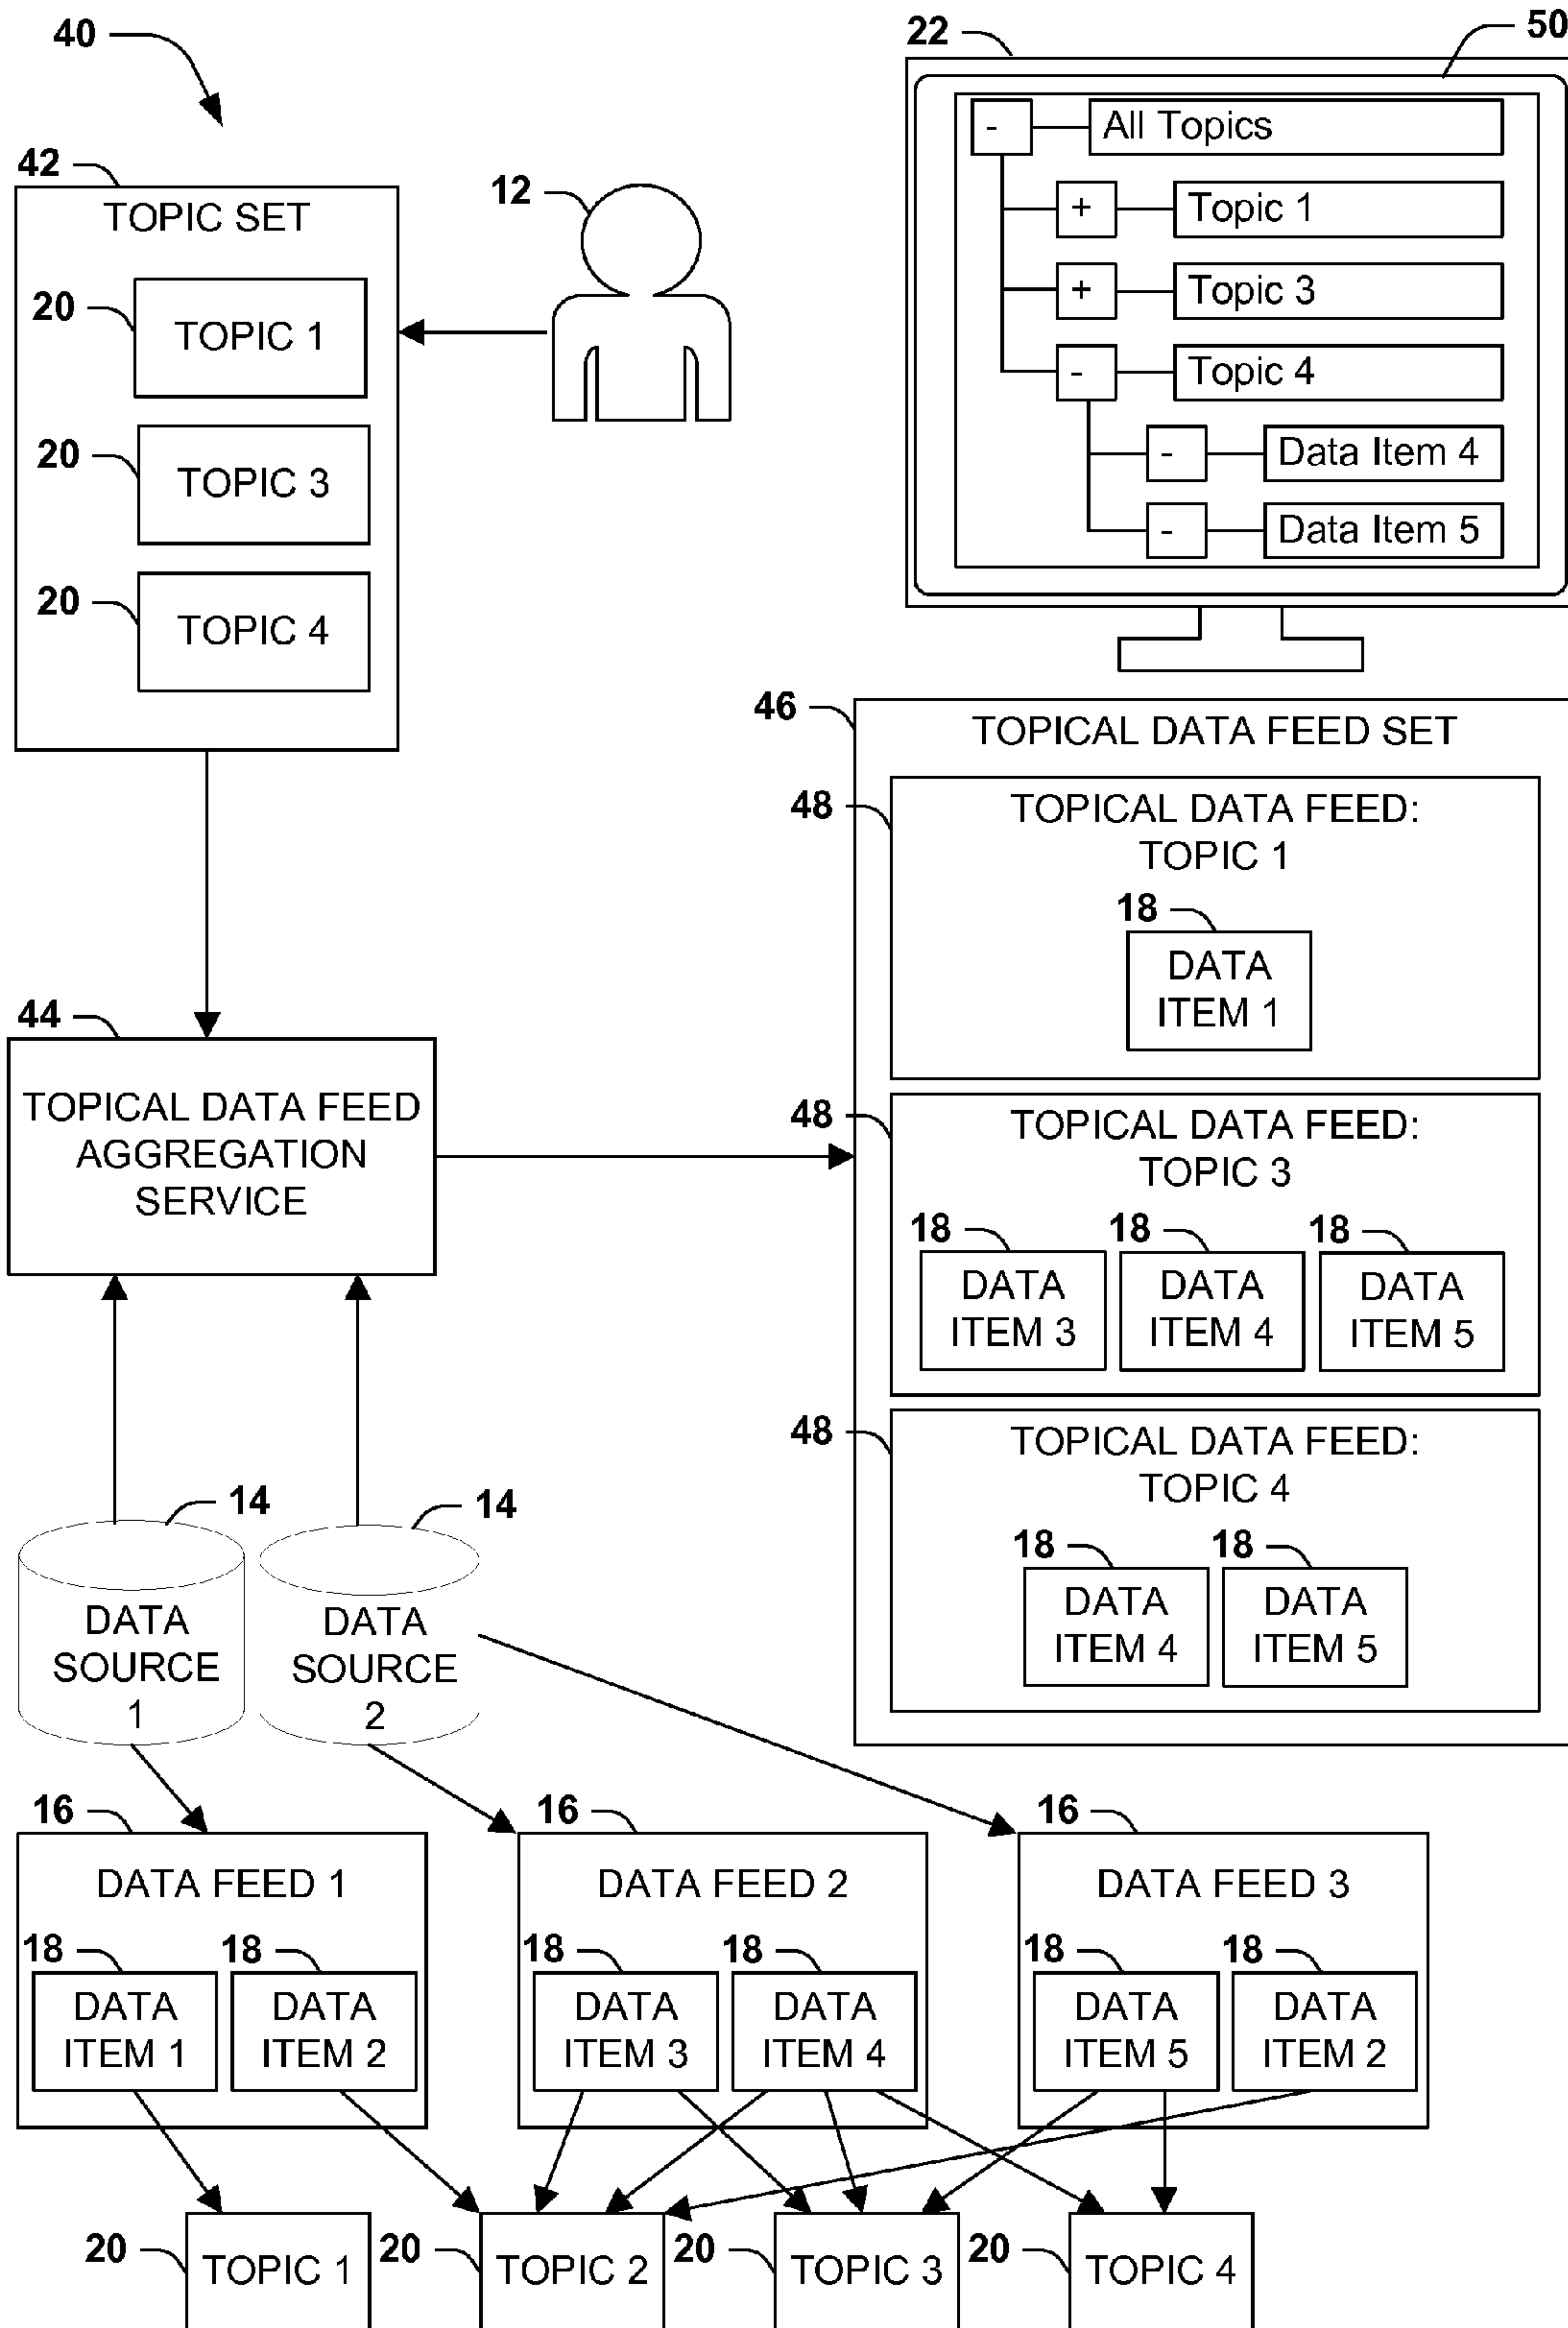 40
42
TOPIC SET
20
TOPIC 1
20
TOPIC 3
20
TOPIC 4
12
22
50
-
All Topics
+
Topic 1
+
Topic 3
-
Topic 4
-
Data Item 4
-
Data Item 5
46
TOPICAL DATA FEED SET
48
TOPICAL DATA FEED:
TOPIC 1
18
DATA
ITEM 1
48
TOPICAL DATA FEED:
TOPIC 3
18
18
18
DATA
ITEM 3
DATA
ITEM 4
DATA
ITEM 5
48
TOPICAL DATA FEED:
TOPIC 4
18
18
DATA
ITEM 4
DATA
ITEM 5
44
TOPICAL DATA FEED
AGGREGATION
SERVICE
14
DATA
SOURCE
1
14
DATA
SOURCE
2
16
DATA FEED 1
18
DATA
ITEM 1
18
DATA
ITEM 2
16
DATA FEED 2
18
DATA
ITEM 3
18
DATA
ITEM 4
16
DATA FEED 3
18
DATA
ITEM 5
18
DATA
ITEM 2
20
TOPIC 1
20
TOPIC 2
20
TOPIC 3
20
TOPIC 4